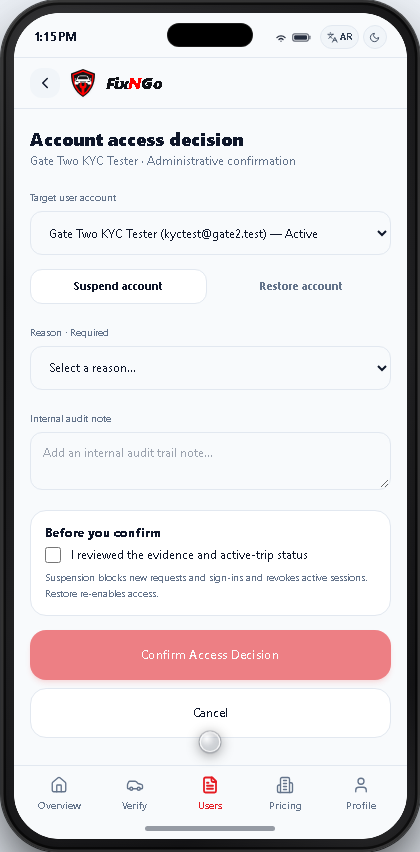 1:15 PM
AR
FixNGo
Account access decision
Gate Two KYC Tester · Administrative confirmation
Target user account
Gate Two KYC Tester (kyctest@gate2.test) — Active
Suspend account
Restore account
Reason · Required
Select a reason...
Internal audit note
Add an internal audit trail note...
Before you confirm
I reviewed the evidence and active-trip status
Suspension blocks new requests and sign-ins and revokes active sessions.
Restore re-enables access.
Confirm Access Decision
Cancel
Overview
Verify
Users
Pricing
Profile